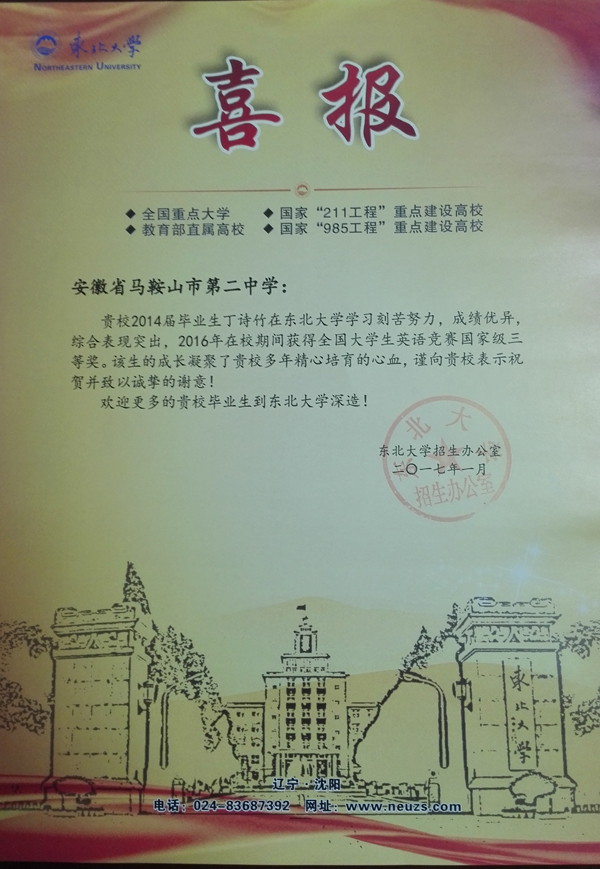 東北大学
NORTHEASTERN UNIVERSITY
喜报
◆ 全国重点大学 ◆ 国家“211工程”重点建设高校
◆ 教育部直属高校 ◆ 国家“985工程”重点建设高校
安徽省马鞍山市第二中学：
贵校2014届毕业生丁诗竹在东北大学学习刻苦努力，成绩优异，
综合表现突出，2016年在校期间获得全国大学生英语竞赛国家级三
等奖。该生的成长凝聚了贵校多年精心培育的心血，谨向贵校表示祝
贺并致以诚挚的谢意！
欢迎更多的贵校毕业生到东北大学深造！
东北大学招生办公室
二〇一七年一月
东北大学
招生办公室
東北大学
辽宁·沈阳
电话：024-83687392 网址：www.neuzs.com